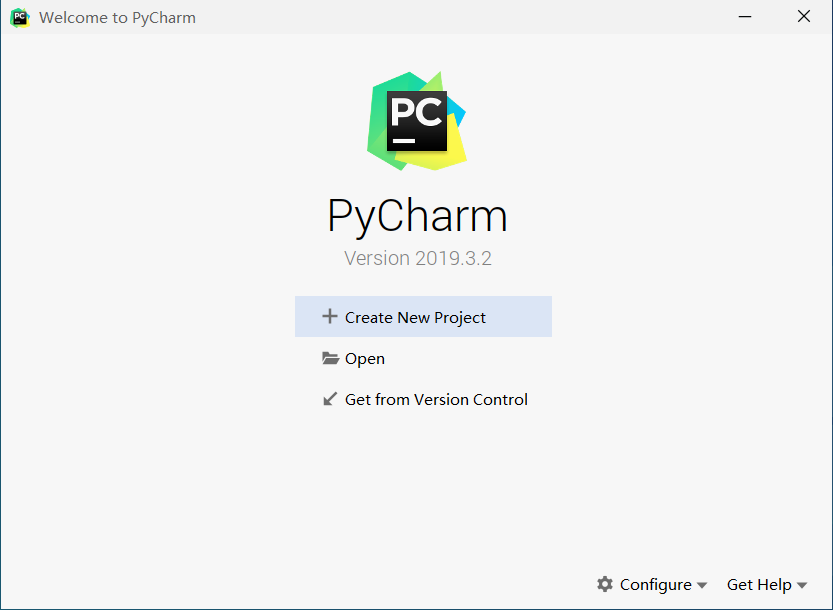 Welcome to PyCharm
PC
PyCharm
Version 2019.3.2
Create New Project
Open
Get from Version Control
Configure
Get Help